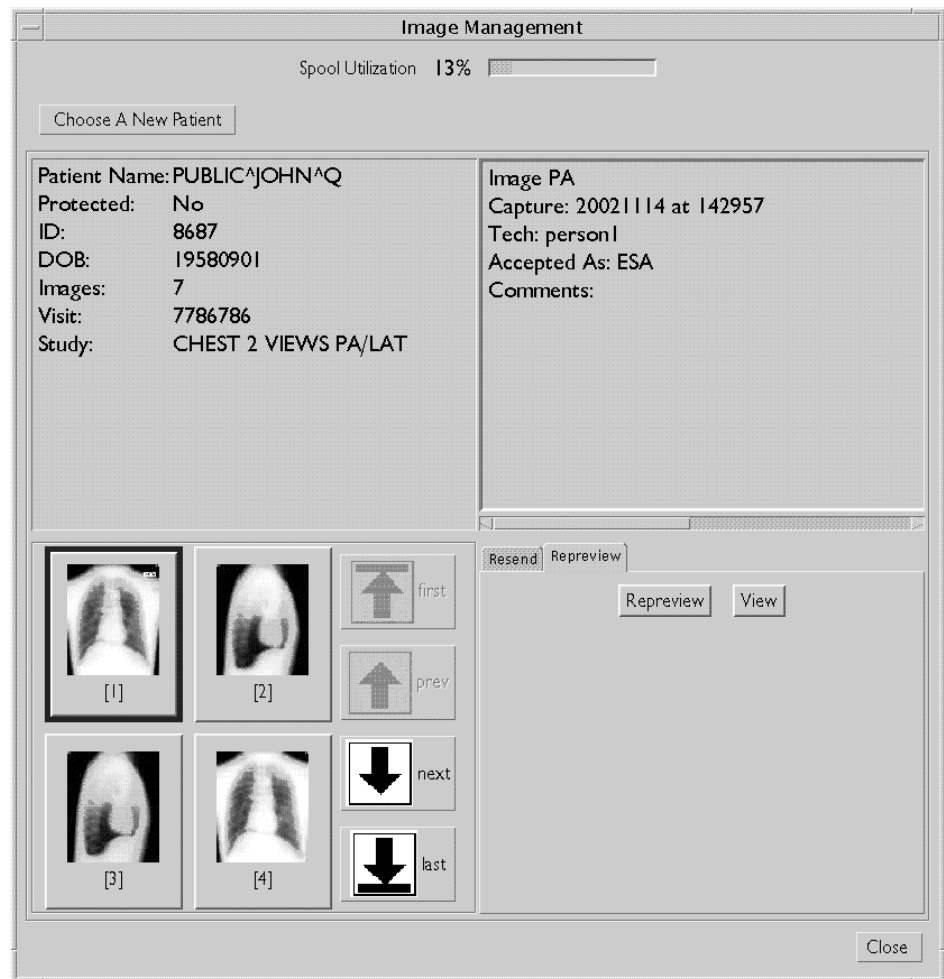 Image Management
Spool Utilization 13%
Choose A New Patient
Patient Name: PUBLIC^JOHN^Q
Protected: No
ID: 8687
DOB: 19580901
Images: 7
Visit: 7786786
Study: CHEST 2 VIEWS PA/LAT
Image PA
Capture: 20021114 at 142957
Tech: person1
Accepted As: ESA
Comments:
[1]
[2]
first
prev
[3]
[4]
next
last
Resend Repreview
Repreview View
Close